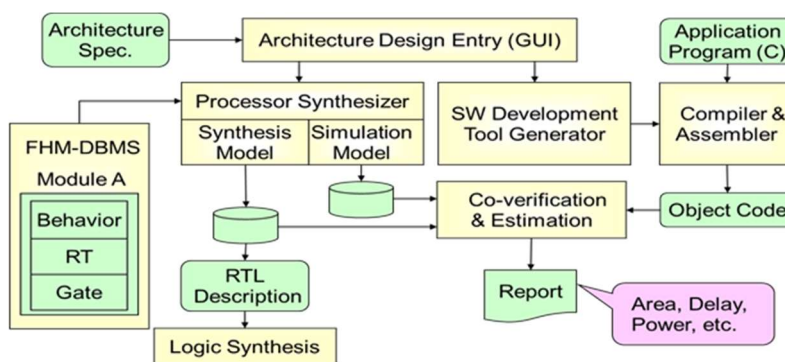 Architecture
Spec.
Architecture Design Entry (GUI)
Application
Program (C)
Processor Synthesizer
Synthesis
Model
Simulation
Model
SW Development
Tool Generator
Compiler &
Assembler
FHM-DBMS
Module A
Behavior
RT
Gate
Co-verification
& Estimation
Object Code
RTL
Description
Report
Area, Delay,
Power, etc.
Logic Synthesis